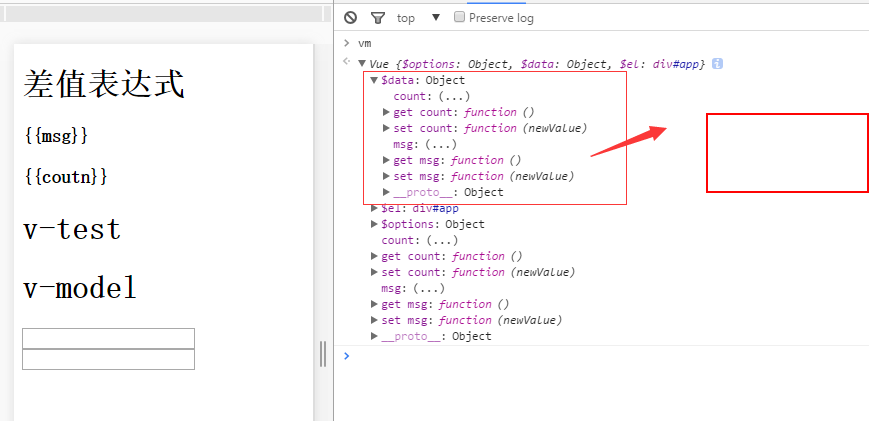 差值表达式
{{msg}}
{{coutn}}
v-test
v-model
top
Preserve log
vm
Vue {$options: Object, $data: Object, $el: div#app}
$data: Object
count: (...)
get count: function ()
set count: function (newValue)
msg: (...)
get msg: function ()
set msg: function (newValue)
__proto__: Object
$el: div#app
$options: Object
count: (...)
get count: function ()
set count: function (newValue)
msg: (...)
get msg: function ()
set msg: function (newValue)
__proto__: Object